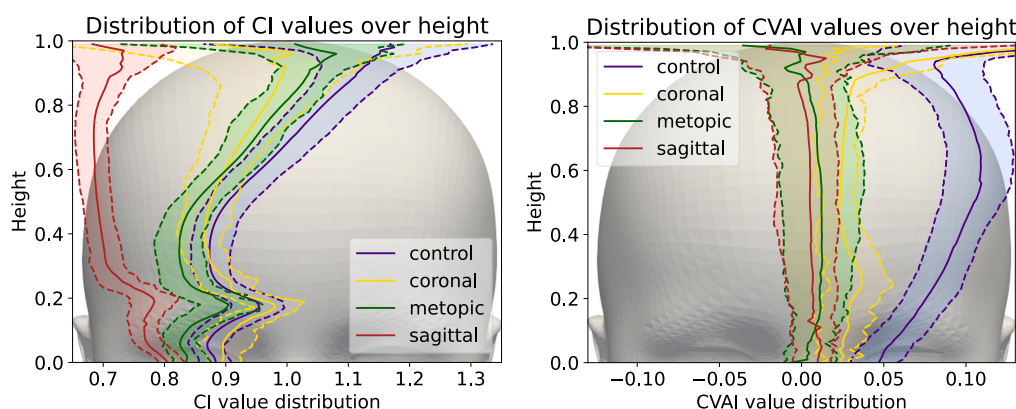 Distribution of CI values over height
1.0
0.8
0.6
0.4
0.2
0.0
Height
control
coronal
metopic
sagittal
0.7 0.8 0.9 1.0 1.1 1.2 1.3
CI value distribution
Distribution of CVAI values over height
1.0
0.8
0.6
0.4
0.2
0.0
Height
control
coronal
metopic
sagittal
−0.10 −0.05 0.00 0.05 0.10
CVAI value distribution